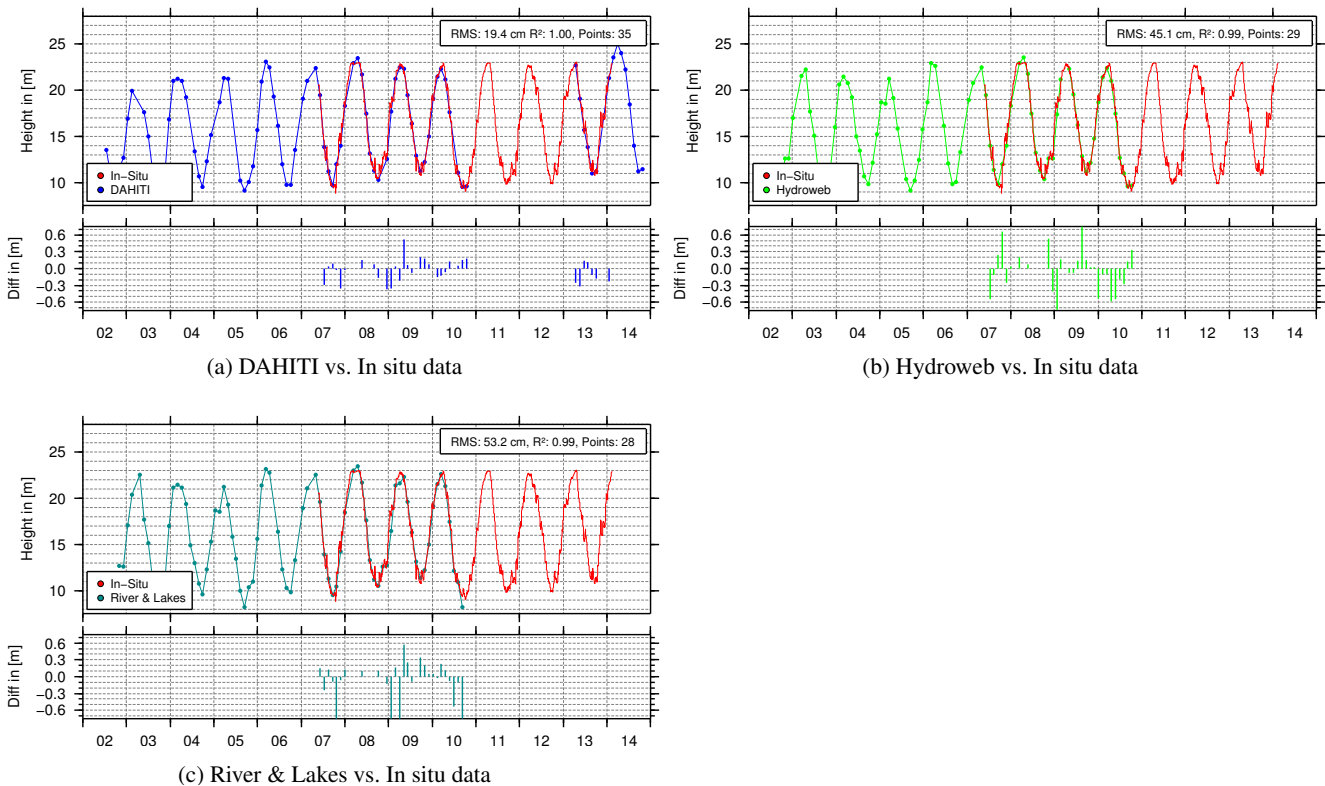 RMS: 19.4 cm R²: 1.00, Points: 35
Height in [m]
25
20
15
10
In−Situ
DAHITI
Diff in [m]
0.6
0.3
0.0
−0.3
−0.6
02 03 04 05 06 07 08 09 10 11 12 13 14
(a) DAHITI vs. In situ data
RMS: 45.1 cm, R²: 0.99, Points: 29
Height in [m]
25
20
15
10
In−Situ
Hydroweb
Diff in [m]
0.6
0.3
0.0
−0.3
−0.6
02 03 04 05 06 07 08 09 10 11 12 13 14
(b) Hydroweb vs. In situ data
RMS: 53.2 cm, R²: 0.99, Points: 28
Height in [m]
25
20
15
10
In−Situ
River & Lakes
Diff in [m]
0.6
0.3
0.0
−0.3
−0.6
02 03 04 05 06 07 08 09 10 11 12 13 14
(c) River & Lakes vs. In situ data